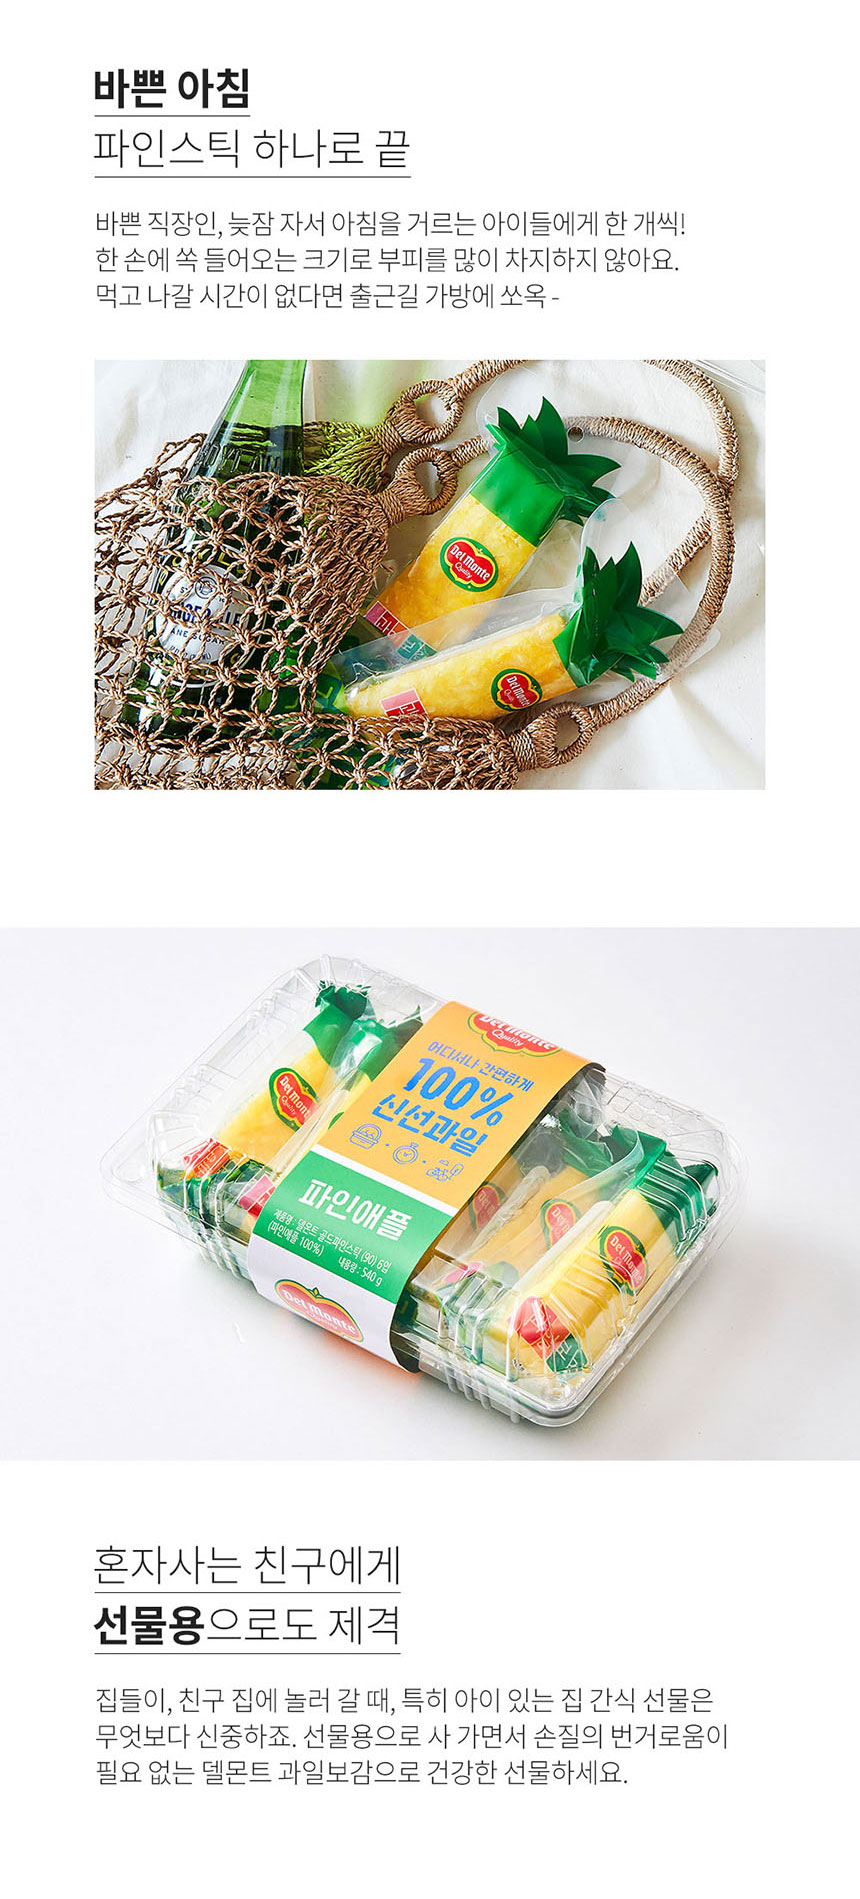 바쁜 아침
파인스틱 하나로 끝
바쁜 직장인, 늦잠 자서 아침을 거르는 아이들에게 한 개씩!
한 손에 쏙 들어오는 크기로 부피를 많이 차지하지 않아요.
먹고 나갈 시간이 없다면 출근길 가방에 쏘옥 -
Del Monte
Quality
Del Monte
Quality
Del Monte
Quality
어디서나 간편하게
100%
신선과일
파인애플
제품명 : 델몬트 골드파인스틱 (90) 6입
(파인애플 100%)
내용량 : 540 g
Del Monte
Quality
Del Monte
Del Monte
Del Monte
혼자사는 친구에게
선물용으로도 제격
집들이, 친구 집에 놀러 갈 때, 특히 아이 있는 집 간식 선물은
무엇보다 신중하죠. 선물용으로 사 가면서 손질의 번거로움이
필요 없는 델몬트 과일보감으로 건강한 선물하세요.